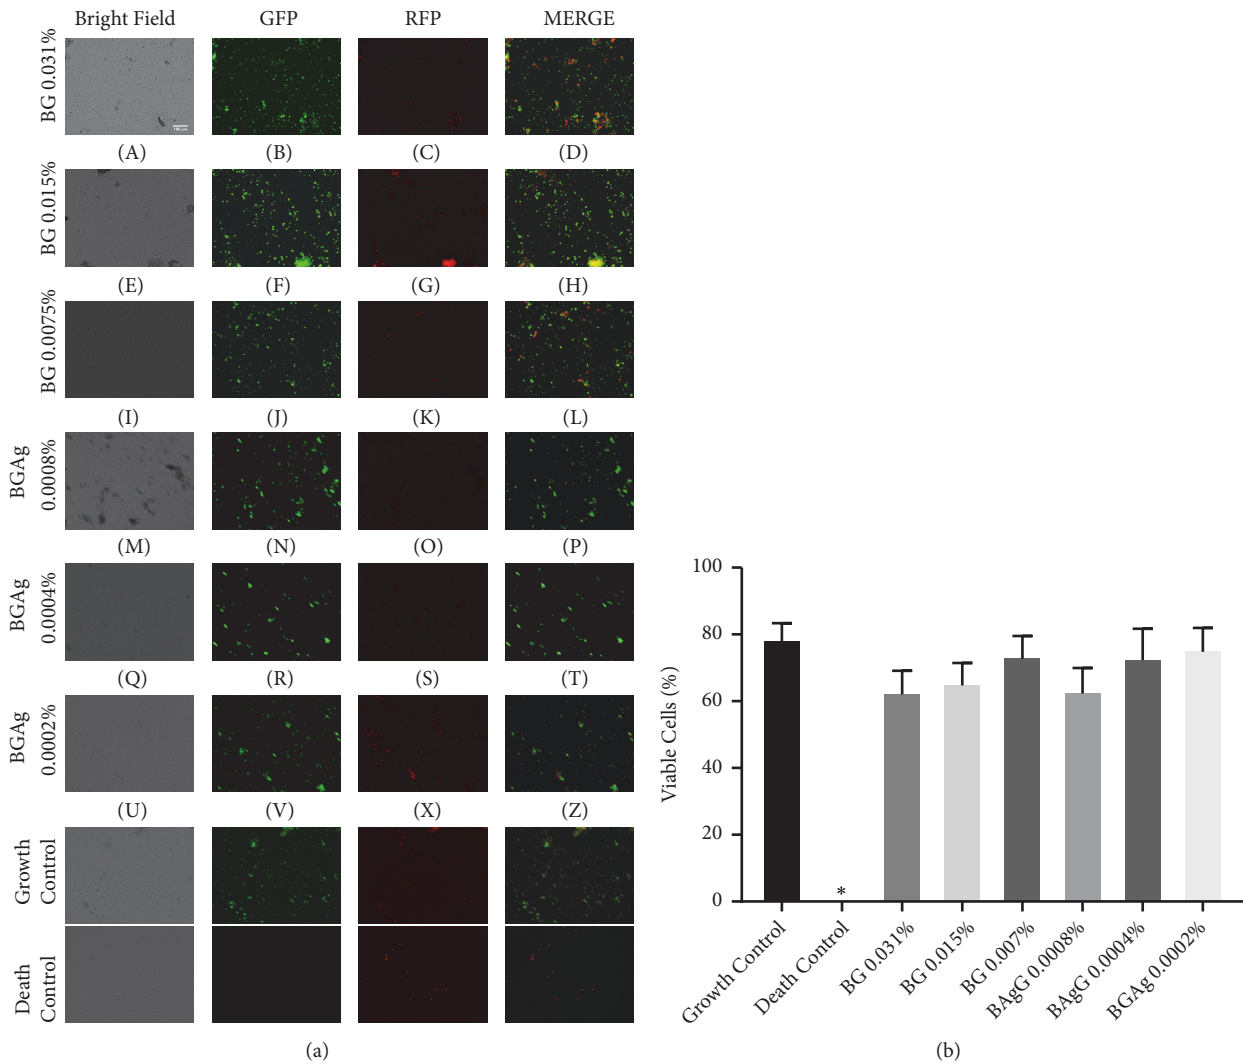 Bright Field GFP RFP MERGE
BG 0.031%
100 μm
(A) (B) (C) (D)
BG 0.015%
(E) (F) (G) (H)
BG 0.0075%
(I) (J) (K) (L)
BGAg
0.0008%
(M) (N) (O) (P)
BGAg
0.0004%
(Q) (R) (S) (T)
BGAg
0.0002%
(U) (V) (X) (Z)
Growth
Control
Death
Control
(a)
Viable Cells (%)
100
80
60
40
20
0
*
Growth Control
Death Control
BG 0.031%
BG 0.015%
BG 0.007%
BAgG 0.0008%
BAgG 0.0004%
BGAg 0.0002%
(b)